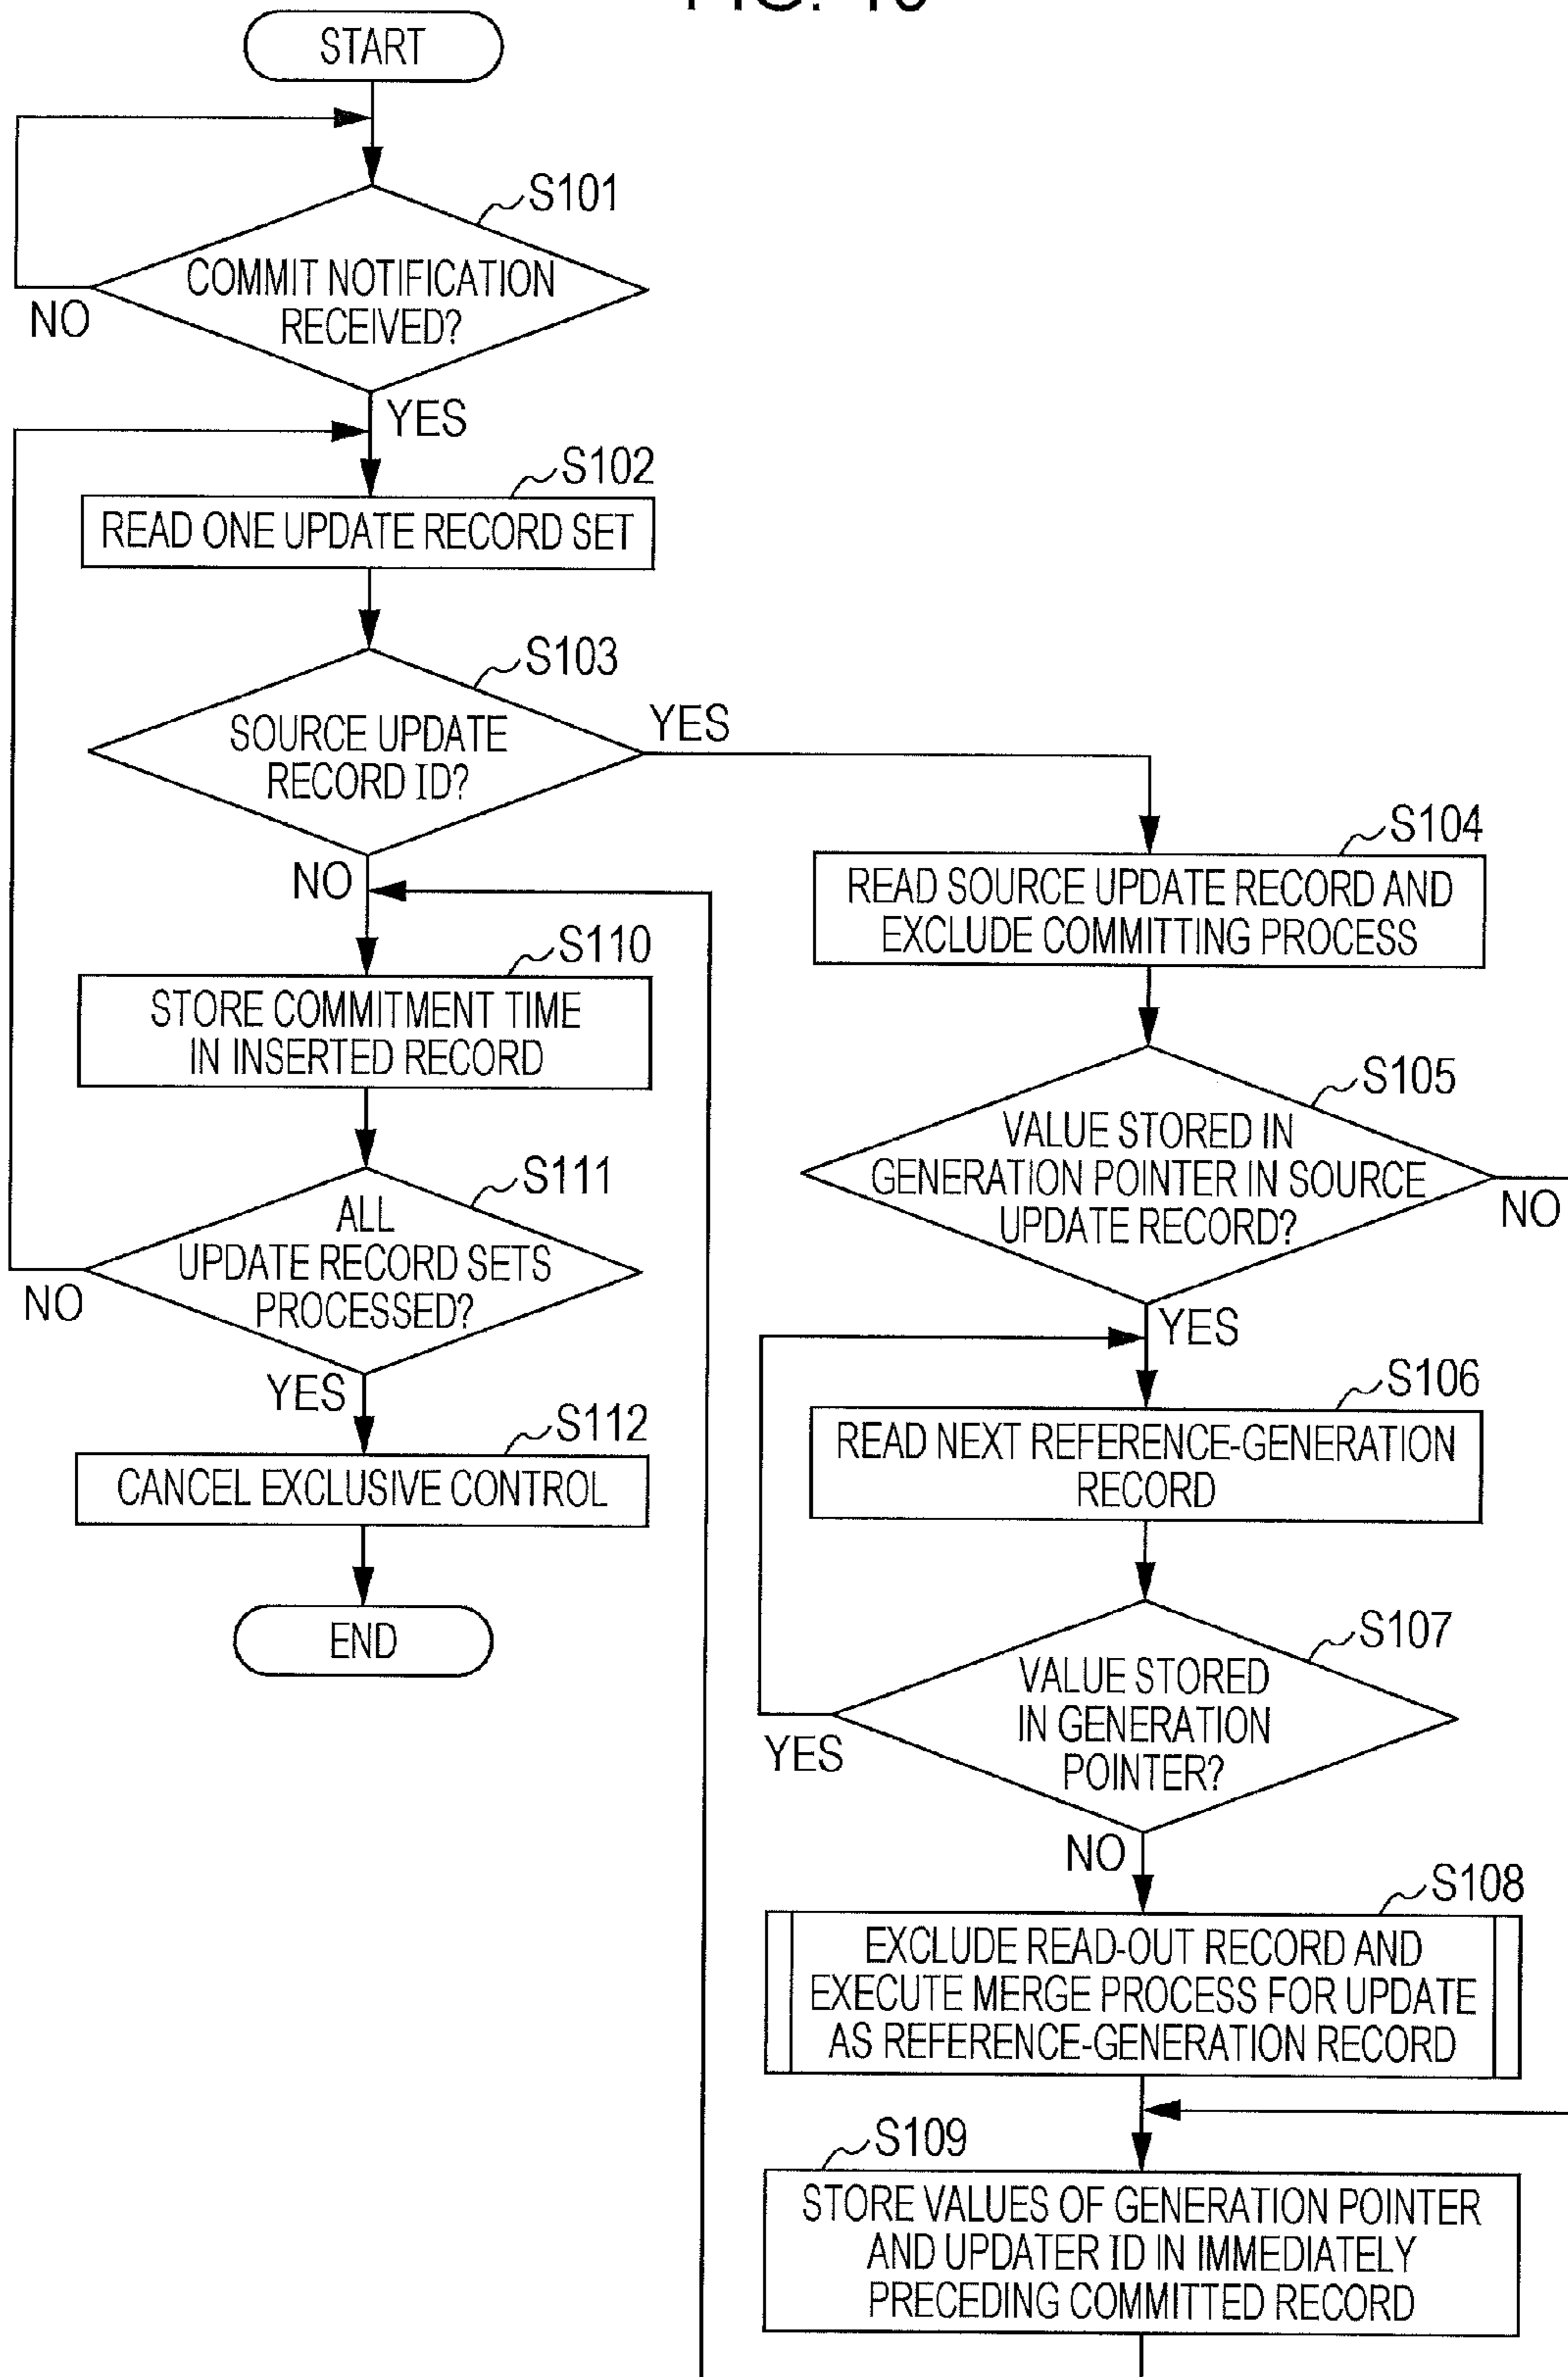 START
S101
COMMIT NOTIFICATION
RECEIVED?
NO
YES
S102
READ ONE UPDATE RECORD SET
S103
SOURCE UPDATE
RECORD ID?
YES
NO
S104
READ SOURCE UPDATE RECORD AND
EXCLUDE COMMITTING PROCESS
S110
STORE COMMITMENT TIME
IN INSERTED RECORD
S105
VALUE STORED IN
GENERATION POINTER IN SOURCE
UPDATE RECORD?
NO
YES
S111
ALL
UPDATE RECORD SETS
PROCESSED?
NO
YES
S106
READ NEXT REFERENCE-GENERATION
RECORD
S112
CANCEL EXCLUSIVE CONTROL
END
S107
VALUE STORED
IN GENERATION
POINTER?
YES
NO
S108
EXCLUDE READ-OUT RECORD AND
EXECUTE MERGE PROCESS FOR UPDATE
AS REFERENCE-GENERATION RECORD
S109
STORE VALUES OF GENERATION POINTER
AND UPDATER ID IN IMMEDIATELY
PRECEDING COMMITTED RECORD